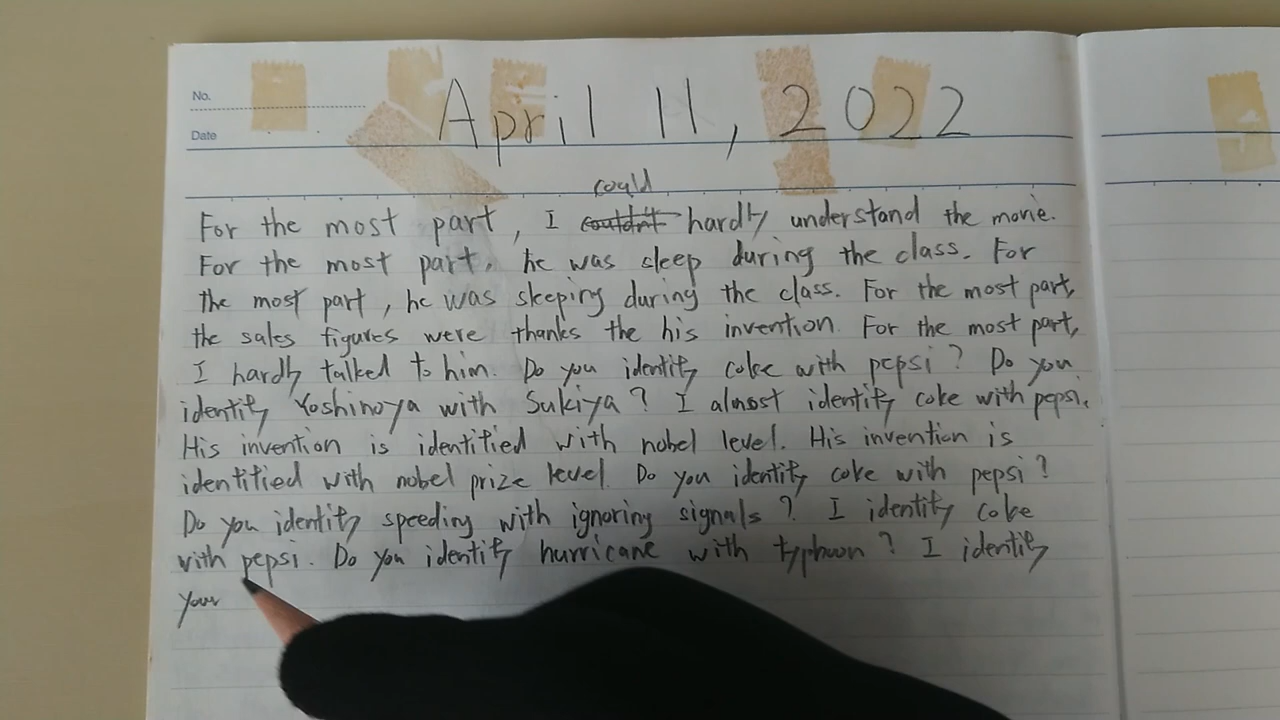 No.
April 11, 2022
Date
could
For the most part, I couldn't hardly understand the movie.
For the most part, he was sleep during the class. For
the most part, he was sleeping during the class. For the most part,
the sales figures were thanks the his invention. For the most part,
I hardly talked to him. Do you identify coke with pepsi? Do you
identify Yoshinoya with Sukiya? I almost identify coke with pepsi.
His invention is identified with nobel level. His invention is
identified with nobel prize level. Do you identify coke with pepsi?
Do you identify speeding with ignoring signals? I identify coke
with pepsi. Do you identify hurricane with typhoon? I identify
your